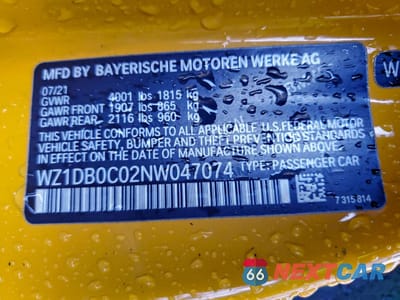 MFD BY BAYERISCHE MOTOREN WERKE AG
07/21
GVWR 4001 lbs 1815 kg
GAWR FRONT 1907 lbs 865 kg
GAWR REAR 2116 lbs 960 kg
THIS VEHICLE CONFORMS TO ALL APPLICABLE U.S. FEDERAL MOTOR
VEHICLE SAFETY, BUMPER, AND THEFT PREVENTION STANDARDS
IN EFFECT ON THE DATE OF MANUFACTURE SHOWN ABOVE.
WZ1DB0C02NW047074 TYPE: PASSENGER CAR
7315814
W
66 NEXTCAR